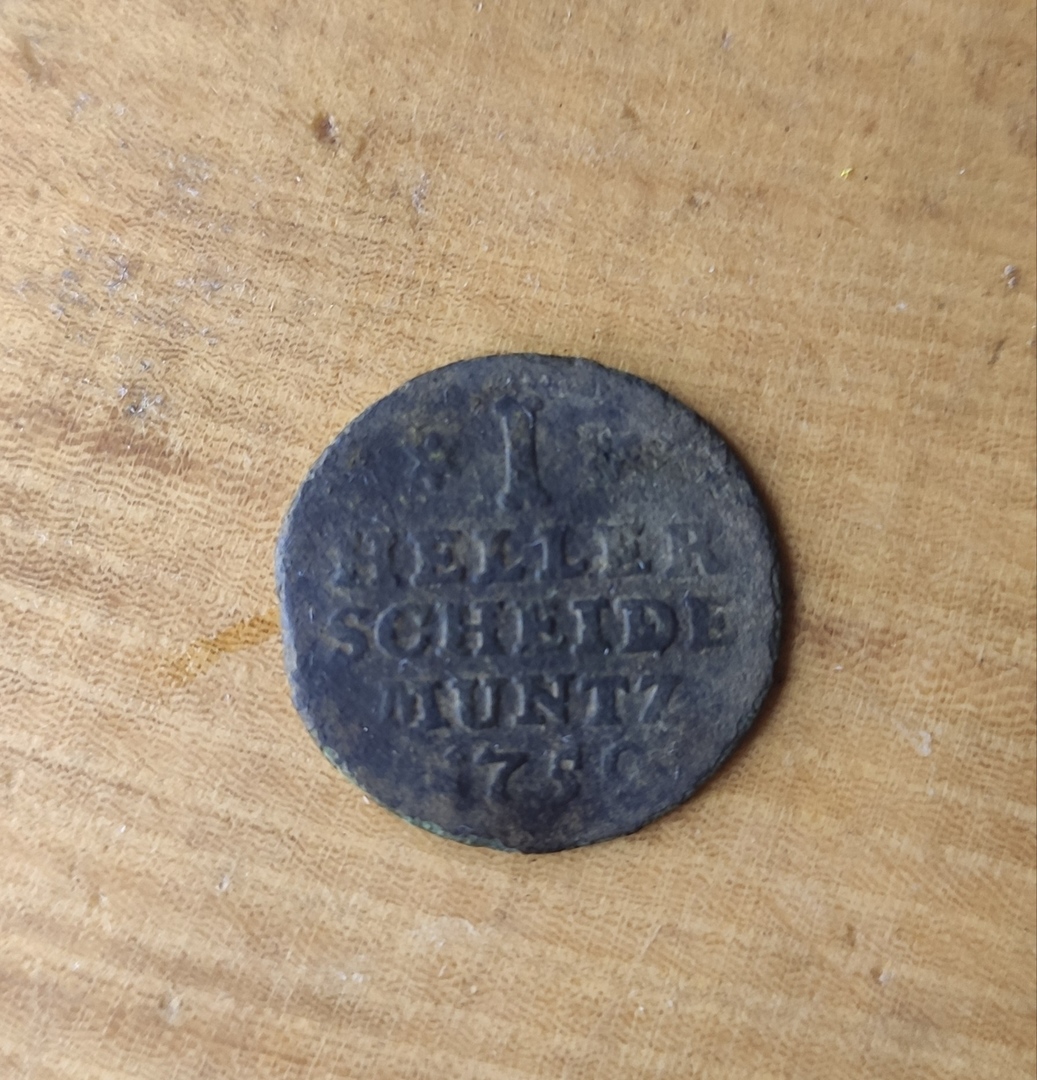 1
HELLER
SCHEIDE
MUNTZ